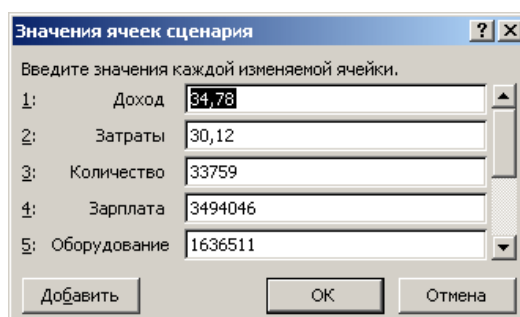 Значения ячеек сценария
Введите значения каждой изменяемой ячейки.
1: Доход 34,78
2: Затраты 30,12
3: Количество 33759
4: Зарплата 3494046
5: Оборудование 1636511
Добавить ОК Отмена